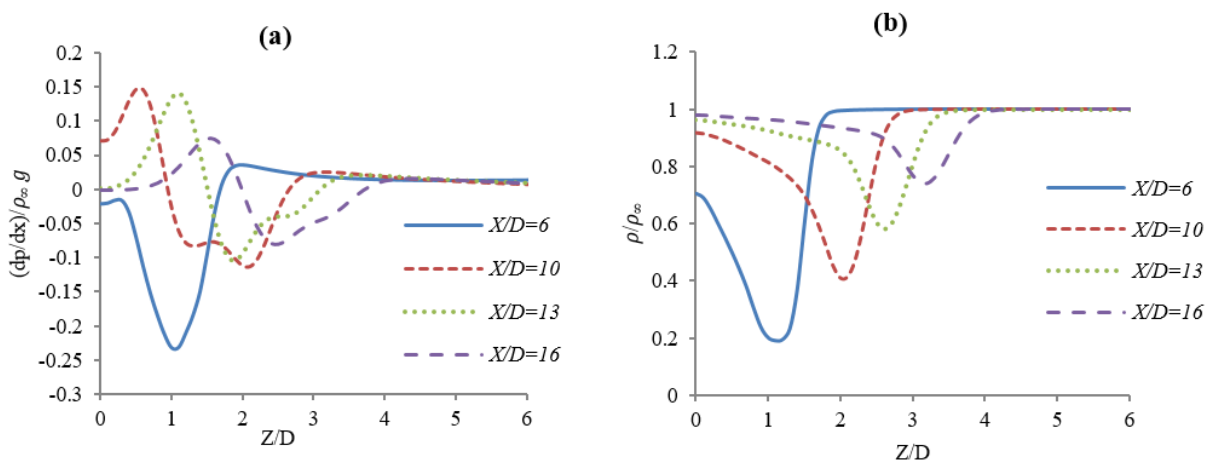 (a)
0.2
0.15
0.1
0.05
0
-0.05
-0.1
-0.15
-0.2
-0.25
-0.3
(dp/dx)/ρ∞ g
0 1 2 3 4 5 6
Z/D
X/D=6
X/D=10
X/D=13
X/D=16
(b)
1.2
1
0.8
0.6
0.4
0.2
0
ρ/ρ∞
0 1 2 3 4 5 6
Z/D
X/D=6
X/D=10
X/D=13
X/D=16